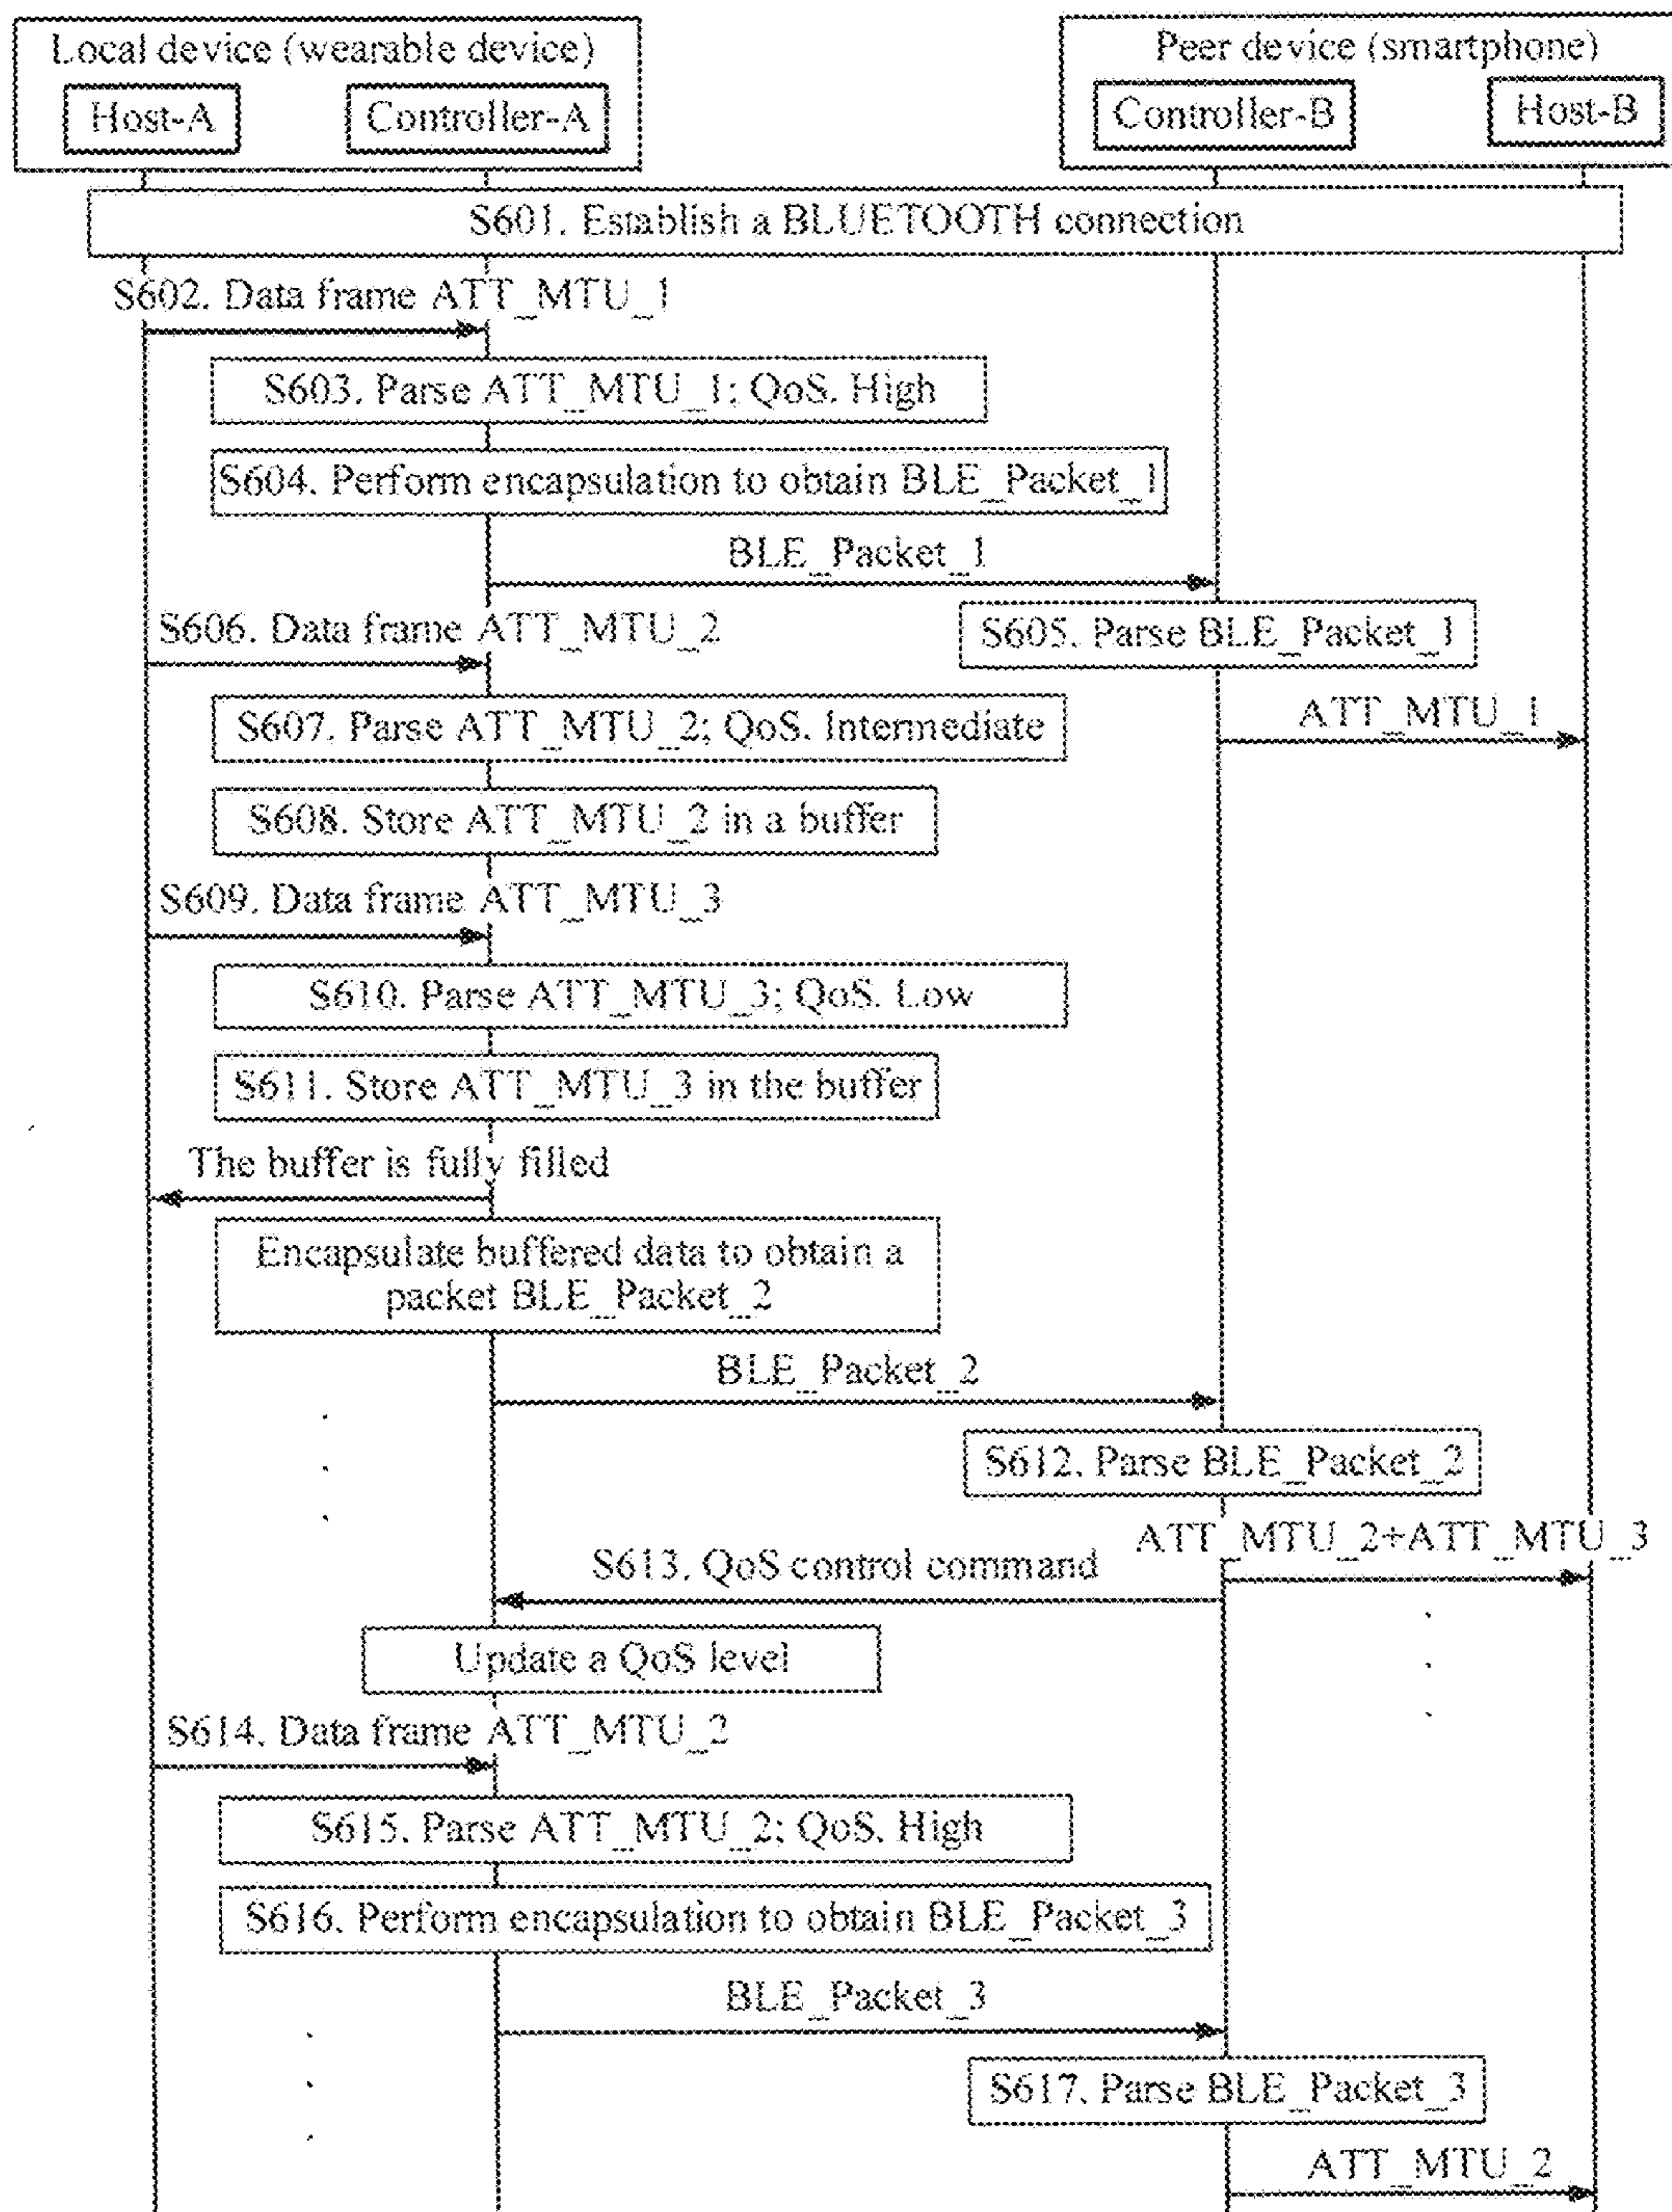 Local device (wearable device)
Peer device (smartphone)
Host-A
Controller-A
Controller-B
Host-B
S601. Establish a BLUETOOTH connection
S602. Data frame ATT_MTU_1
S603. Parse ATT_MTU_1; QoS. High
S604. Perform encapsulation to obtain BLE_Packet_1
BLE_Packet_1
S606. Data frame ATT_MTU_2
S605. Parse BLE_Packet_1
S607. Parse ATT_MTU_2; QoS. Intermediate
ATT_MTU_1
S608. Store ATT_MTU_2 in a buffer
S609. Data frame ATT_MTU_3
S610. Parse ATT_MTU_3; QoS. Low
S611. Store ATT_MTU_3 in the buffer
The buffer is fully filled
Encapsulate buffered data to obtain a
packet BLE_Packet_2
BLE_Packet_2
S612. Parse BLE_Packet_2
ATT_MTU_2+ATT_MTU_3
S613. QoS control command
Update a QoS level
S614. Data frame ATT_MTU_2
S615. Parse ATT_MTU_2; QoS. High
S616. Perform encapsulation to obtain BLE_Packet_3
BLE_Packet_3
S617. Parse BLE_Packet_3
ATT_MTU_2